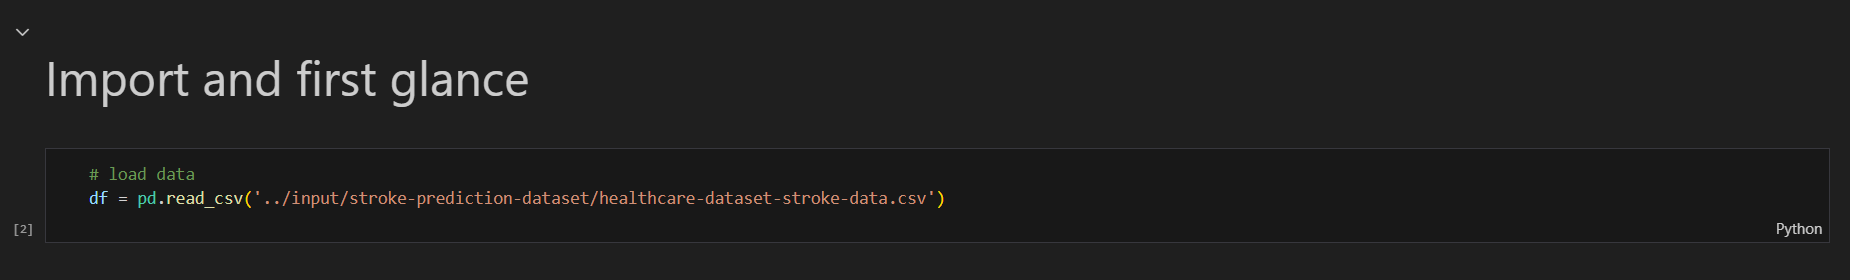 Import and first glance
# load data
df = pd.read_csv('../input/stroke-prediction-dataset/healthcare-dataset-stroke-data.csv')
[2]
Python